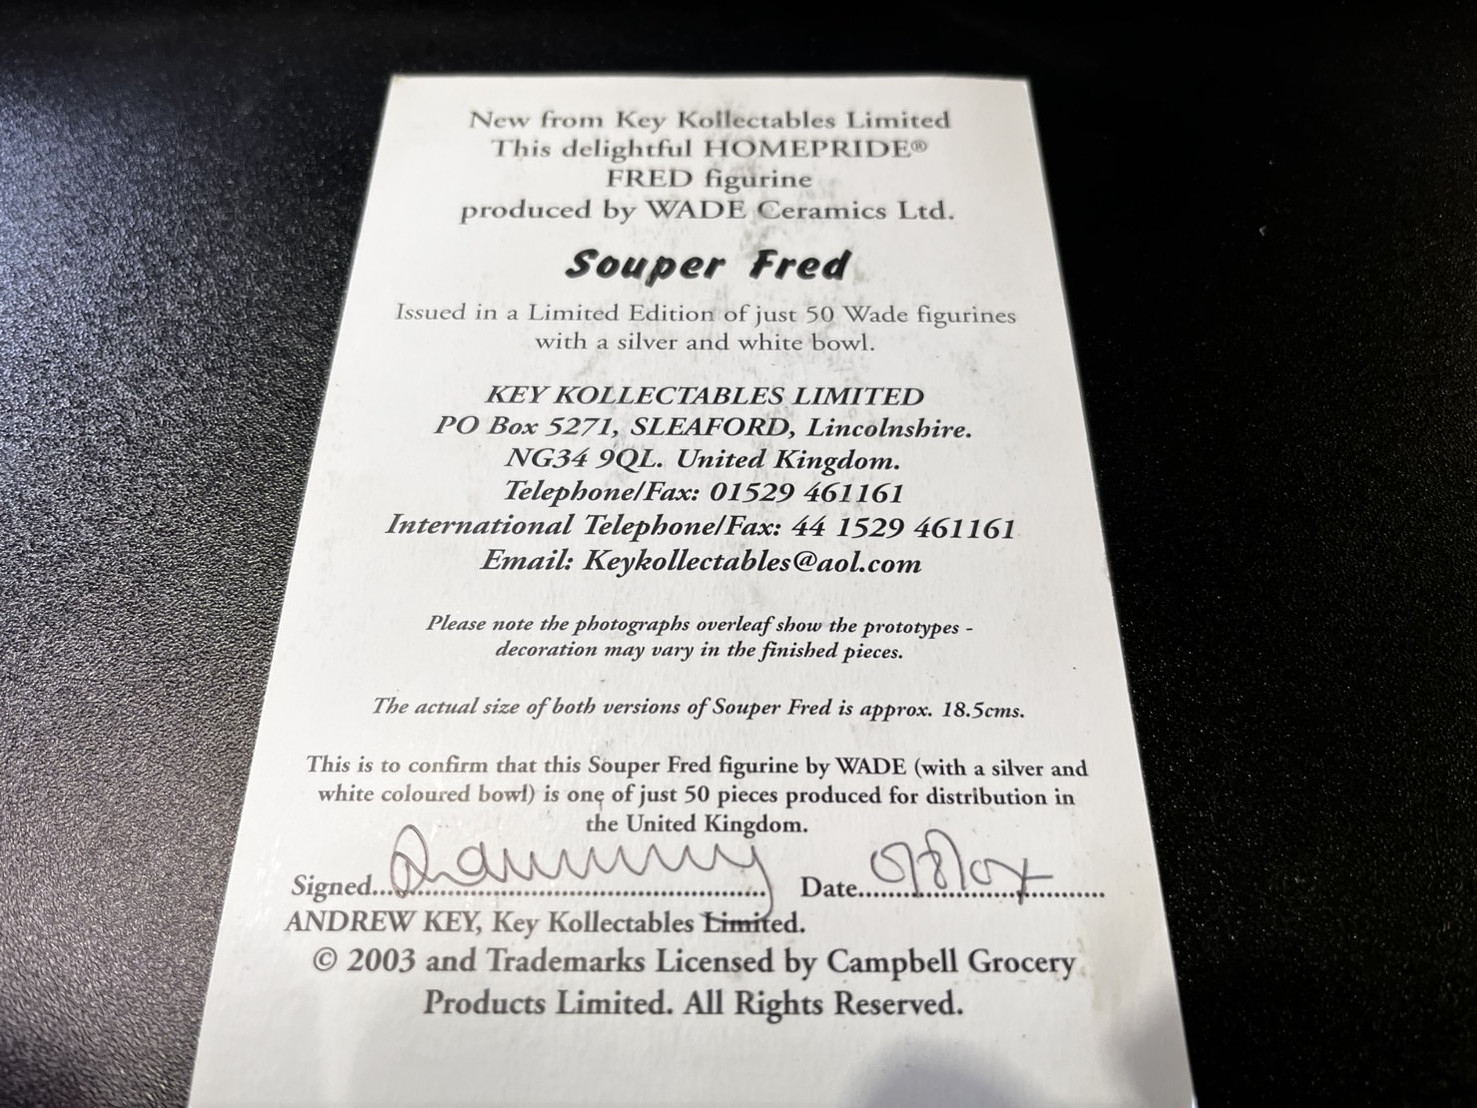 New from Key Kollectables Limited
This delightful HOMEPRIDE®
FRED figurine
produced by WADE Ceramics Ltd.
Souper Fred
Issued in a Limited Edition of just 50 Wade figurines
with a silver and white bowl.
KEY KOLLECTABLES LIMITED
PO Box 5271, SLEAFORD, Lincolnshire.
NG34 9QL. United Kingdom.
Telephone/Fax: 01529 461161
International Telephone/Fax: 44 1529 461161
Email: Keykollectables@aol.com
Please note the photographs overleaf show the prototypes -
decoration may vary in the finished pieces.
The actual size of both versions of Souper Fred is approx. 18.5cms.
This is to confirm that this Souper Fred figurine by WADE (with a silver and
white coloured bowl) is one of just 50 pieces produced for distribution in
the United Kingdom.
Signed.......... Date..........
ANDREW KEY, Key Kollectables Limited.
© 2003 and Trademarks Licensed by Campbell Grocery
Products Limited. All Rights Reserved.